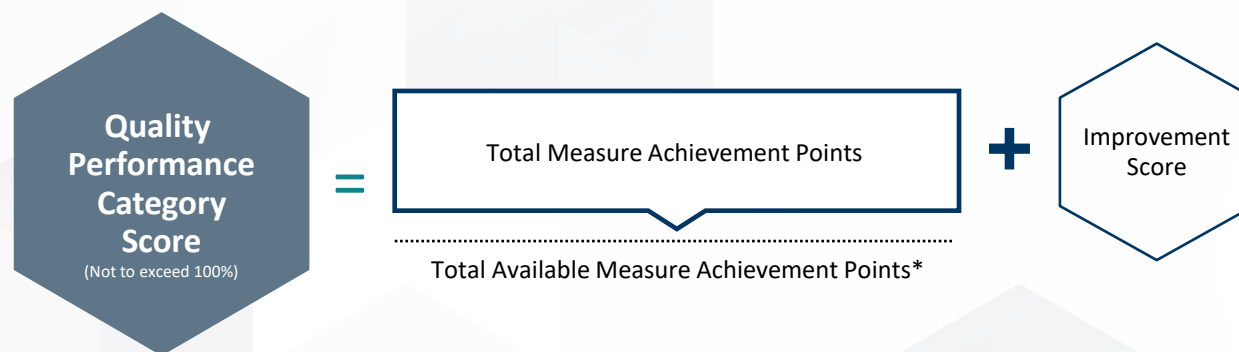 Quality
Performance
Category
Score
(Not to exceed 100%)
=
Total Measure Achievement Points
Total Available Measure Achievement Points*
+
Improvement
Score